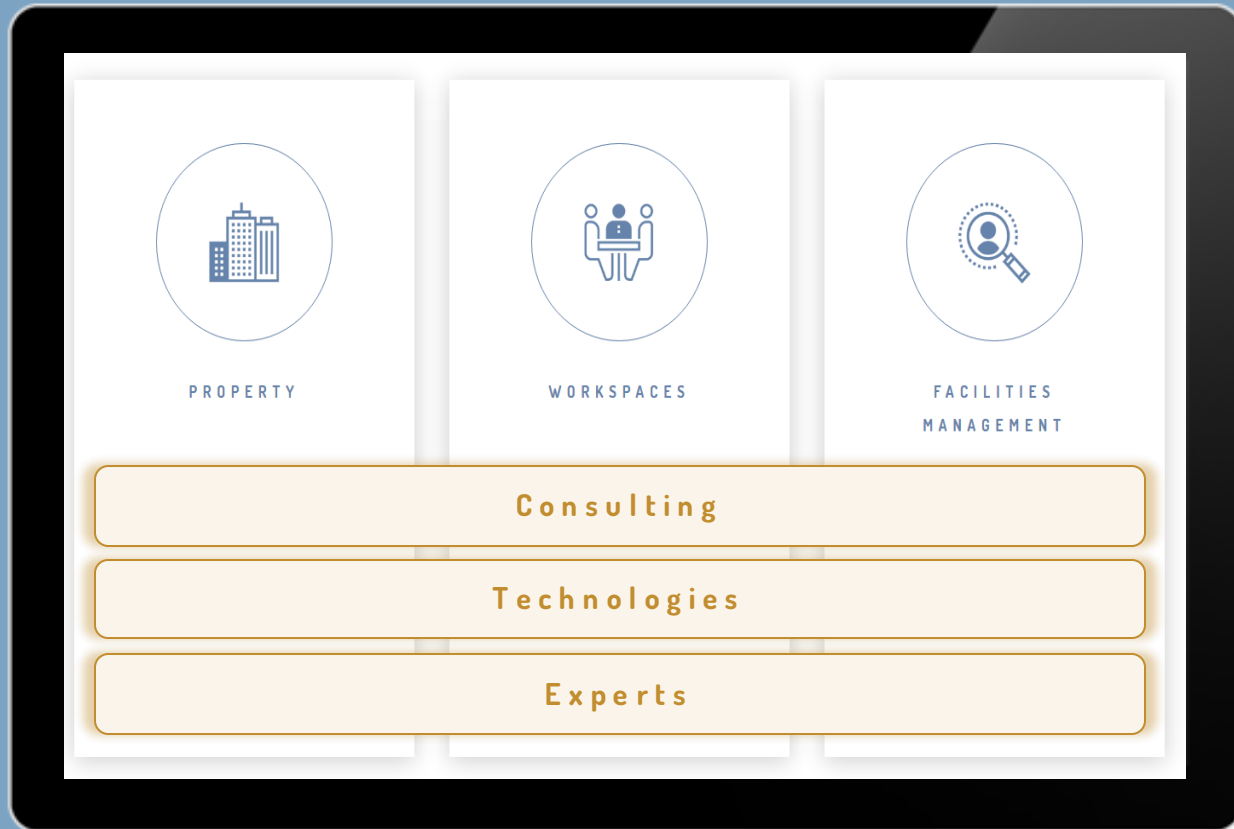 PROPERTY
WORKSPACES
FACILITIES
MANAGEMENT
Consulting
Technologies
Experts